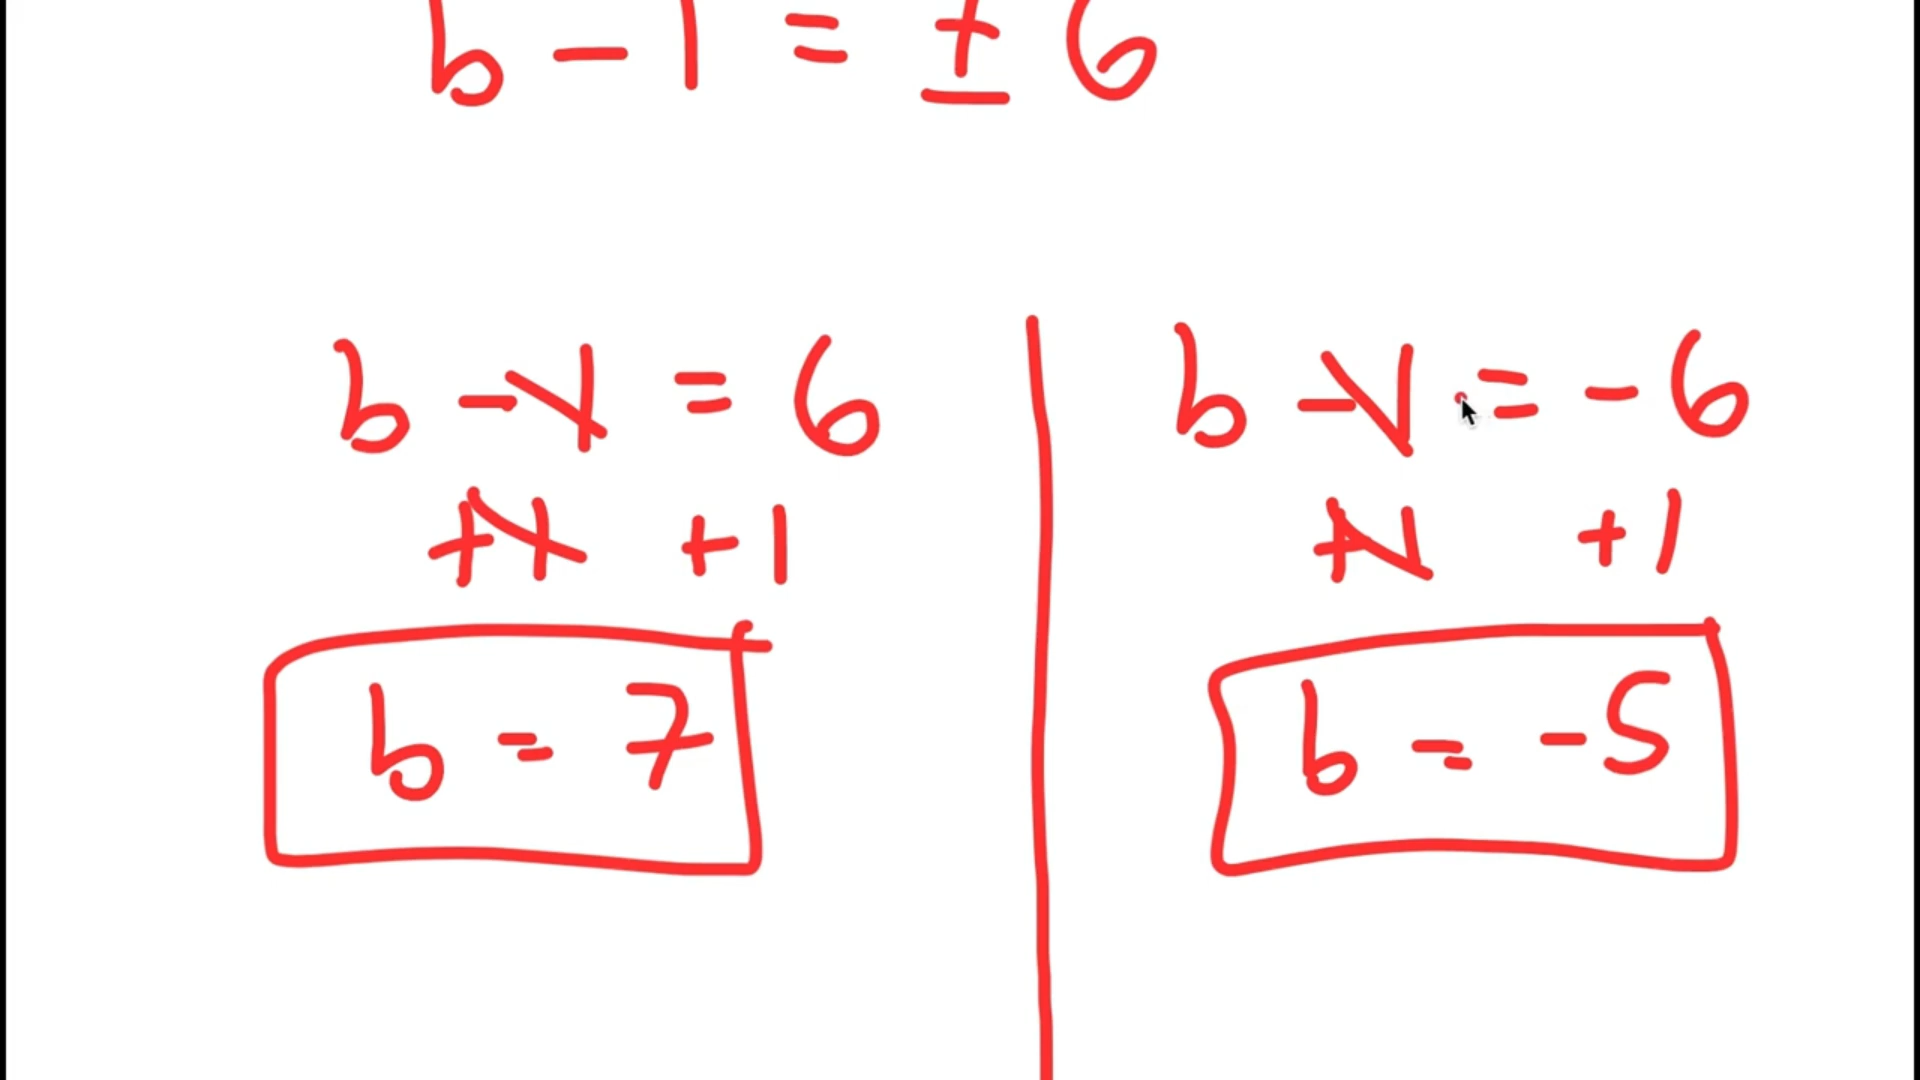 b - 1 = ± 6
b - 1 = 6
+ 1 + 1
b = 7
b - 1 = - 6
+ 1 + 1
b = - 5